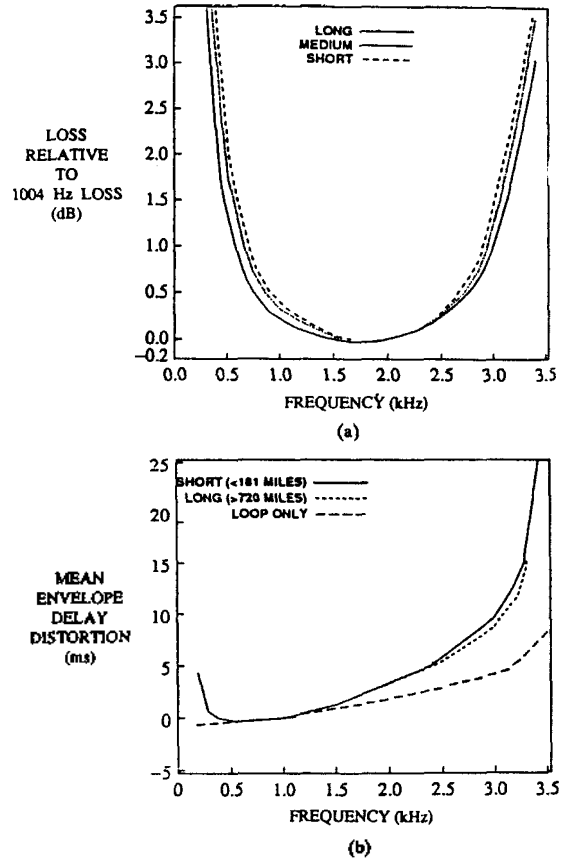 3.5
3.0
2.5
2.0
1.5
1.0
0.5
0.0
-0.2
LOSS
RELATIVE
TO
1004 Hz LOSS
(dB)
LONG
MEDIUM
SHORT
0.0 0.5 1.0 1.5 2.0 2.5 3.0 3.5
FREQUENCY (kHz)
(a)
25
20
15
10
5
0
-5
MEAN
ENVELOPE
DELAY
DISTORTION
(ms)
SHORT (<181 MILES)
LONG (>720 MILES)
LOOP ONLY
0 0.5 1.0 1.5 2.0 2.5 3.0 3.5
FREQUENCY (kHz)
(b)